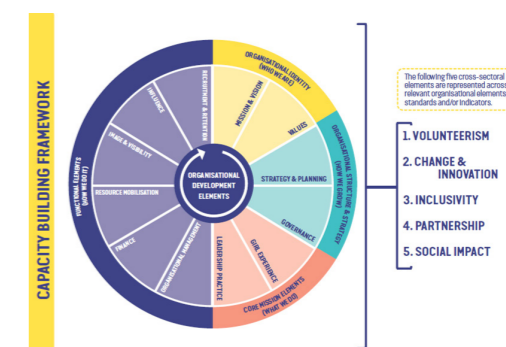 CAPACITY BUILDING FRAMEWORK
ORGANISATIONAL IDENTITY
(WHO WE ARE)
MISSION & VISION
VALUES
ORGANISATIONAL STRUCTURE & STRATEGY
(HOW WE GROW)
STRATEGY & PLANNING
GOVERNANCE
CORE MISSION ELEMENTS
(WHAT WE DO)
GIRL EXPERIENCE
LEADERSHIP PRACTICE
FUNCTIONAL ELEMENTS
(HOW WE DO IT)
ORGANISATIONAL MANAGEMENT
FINANCE
RESOURCE MOBILISATION
IMAGE & VISIBILITY
INFLUENCE
RECRUITMENT & RETENTION
ORGANISATIONAL
DEVELOPMENT
ELEMENTS
The following five cross-sectoral
elements are represented across
relevant organisational elements
standards and/or Indicators.
1. VOLUNTEERISM
2. CHANGE &
INNOVATION
3. INCLUSIVITY
4. PARTNERSHIP
5. SOCIAL IMPACT